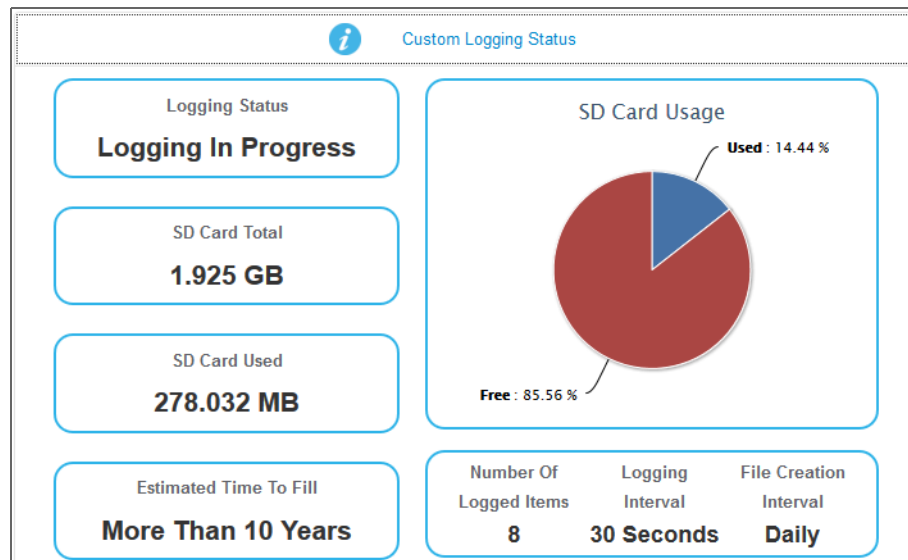 i
Custom Logging Status
Logging Status
Logging In Progress
SD Card Total
1.925 GB
SD Card Used
278.032 MB
Estimated Time To Fill
More Than 10 Years
SD Card Usage
Used : 14.44 %
Free : 85.56 %
Number Of
Logged Items
8
Logging
Interval
30 Seconds
File Creation
Interval
Daily